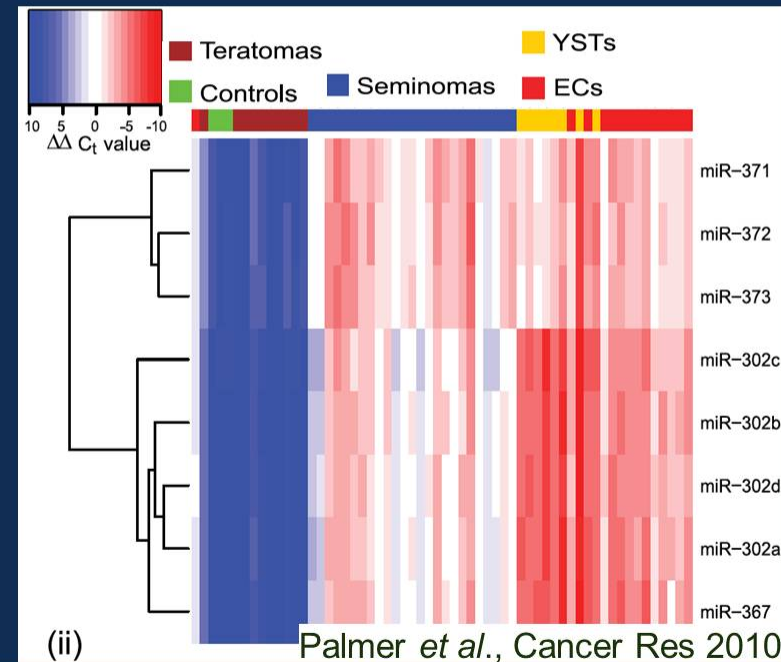 10 5 0 -5 -10
ΔΔ Ct value
Teratomas
Controls
Seminomas
YSTs
ECs
miR-371
miR-372
miR-373
miR-302c
miR-302b
miR-302d
miR-302a
miR-367
(ii)
Palmer et al., Cancer Res 2010